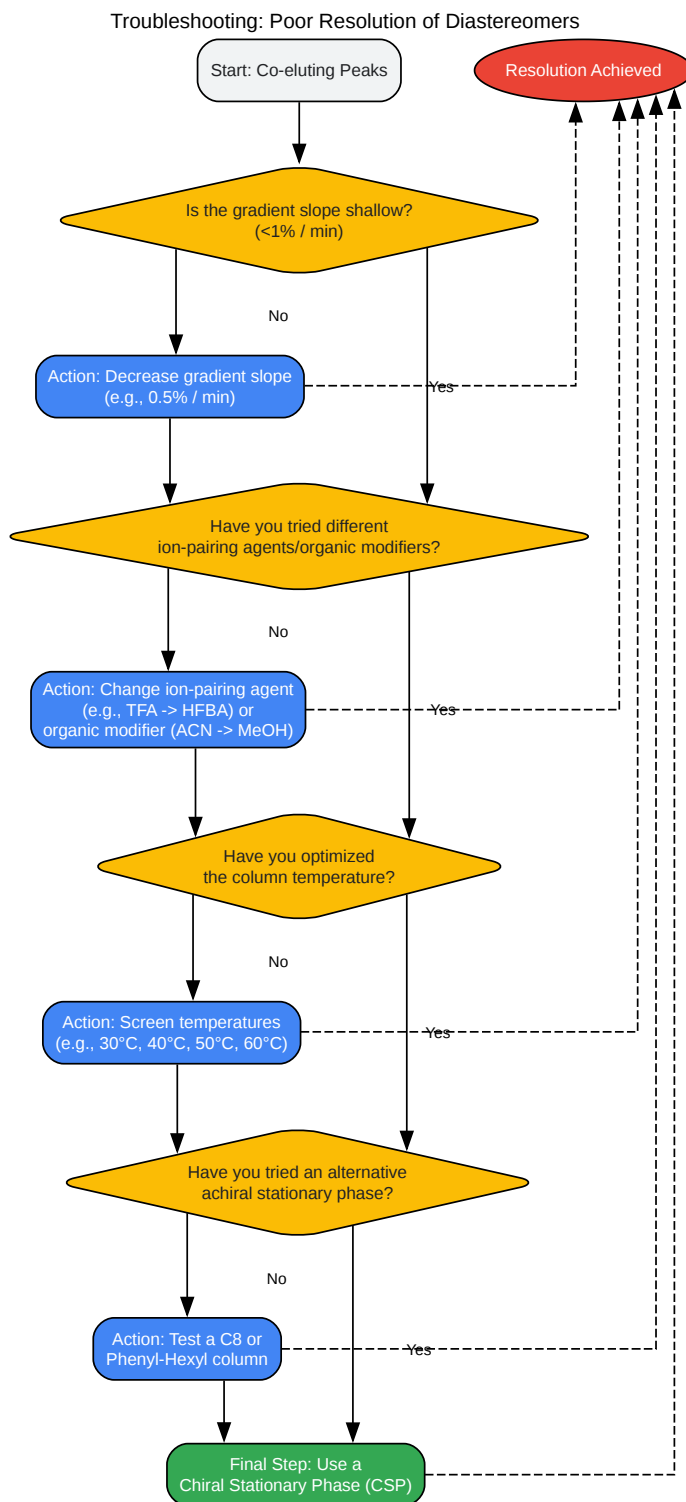 Troubleshooting: Poor Resolution of Diastereomers
Start: Co-eluting Peaks
Resolution Achieved
Is the gradient slope shallow?
(<1% / min)
No
Action: Decrease gradient slope
(e.g., 0.5% / min)
Yes
Have you tried different
ion-pairing agents/organic modifiers?
No
Action: Change ion-pairing agent
(e.g., TFA -> HFBA) or
organic modifier (ACN -> MeOH)
Yes
Have you optimized
the column temperature?
No
Action: Screen temperatures
(e.g., 30°C, 40°C, 50°C, 60°C)
Yes
Have you tried an alternative
achiral stationary phase?
No
Action: Test a C8 or
Phenyl-Hexyl column
Yes
Final Step: Use a
Chiral Stationary Phase (CSP)